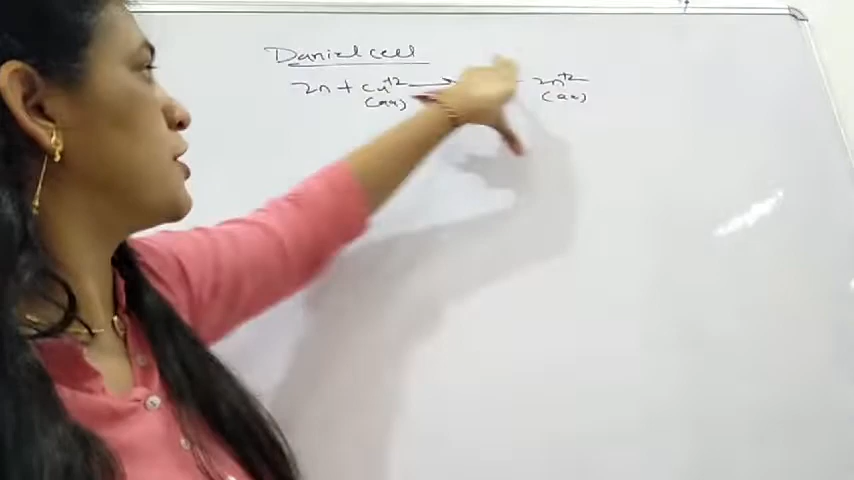 Daniel cell
Zn + Cu+2 → Zn+2
(aq) (aq)